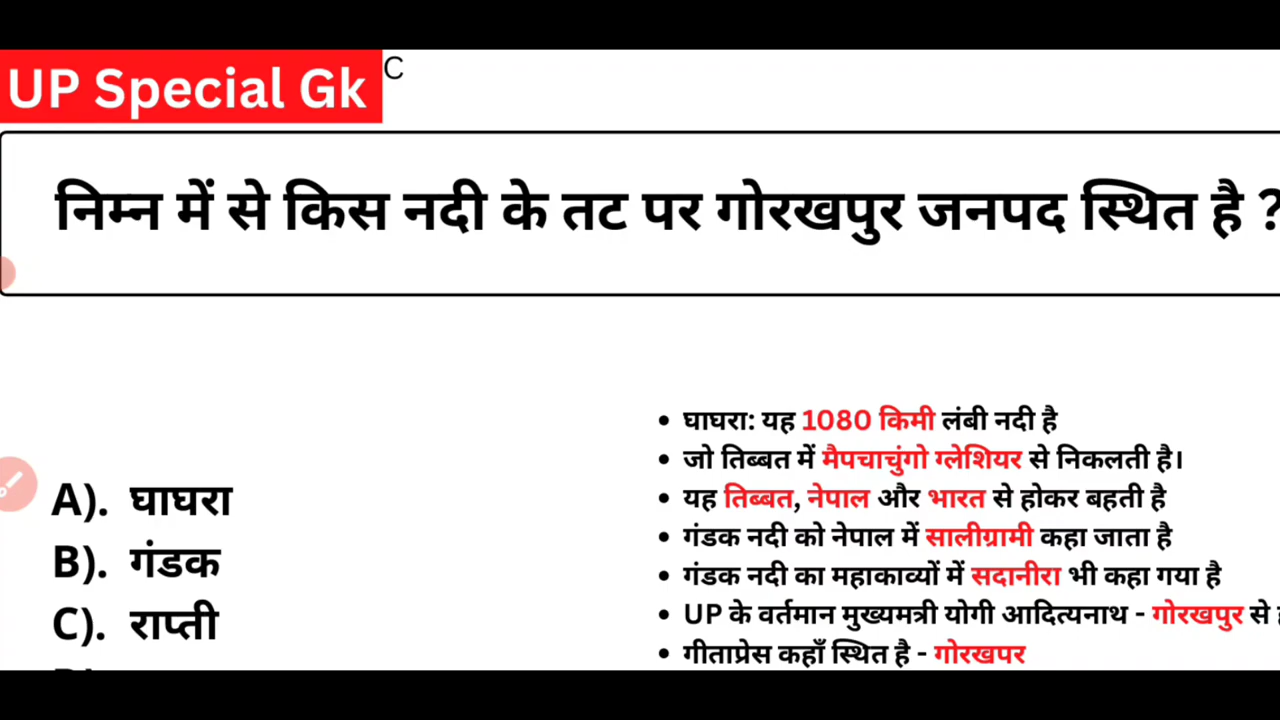 UP Special Gk
C
निम्न में से किस नदी के तट पर गोरखपुर जनपद स्थित है ?
A). घाघरा
B). गंडक
C). राप्ती
• घाघरा: यह 1080 किमी लंबी नदी है
• जो तिब्बत में मैपचाचुंगो ग्लेशियर से निकलती है।
• यह तिब्बत, नेपाल और भारत से होकर बहती है
• गंडक नदी को नेपाल में सालीग्रामी कहा जाता है
• गंडक नदी का महाकाव्यों में सदानीरा भी कहा गया है
• UP के वर्तमान मुख्यमत्री योगी आदित्यनाथ - गोरखपुर से
• गीताप्रेस कहाँ स्थित है - गोरखपर